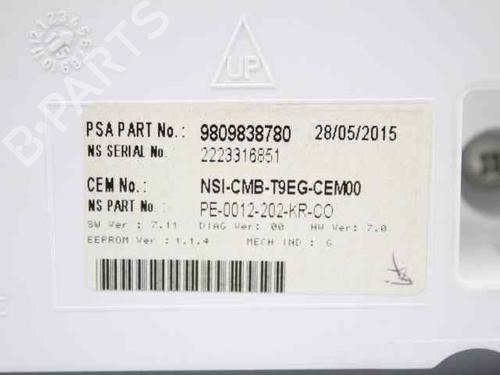 UP
PSA PART No.: 9809838780 28/05/2015
NS SERIAL No. 2223316851
CEM No.: NSI-CMB-T9EG-CEM00
NS PART No.: PE-0012-202-KR-CO
SW Ver : 7.11 DIAG Ver: 00 HW Ver : 7.0
EEPROM Ver : 1.1.4 MECH IND : G
B-PARTS